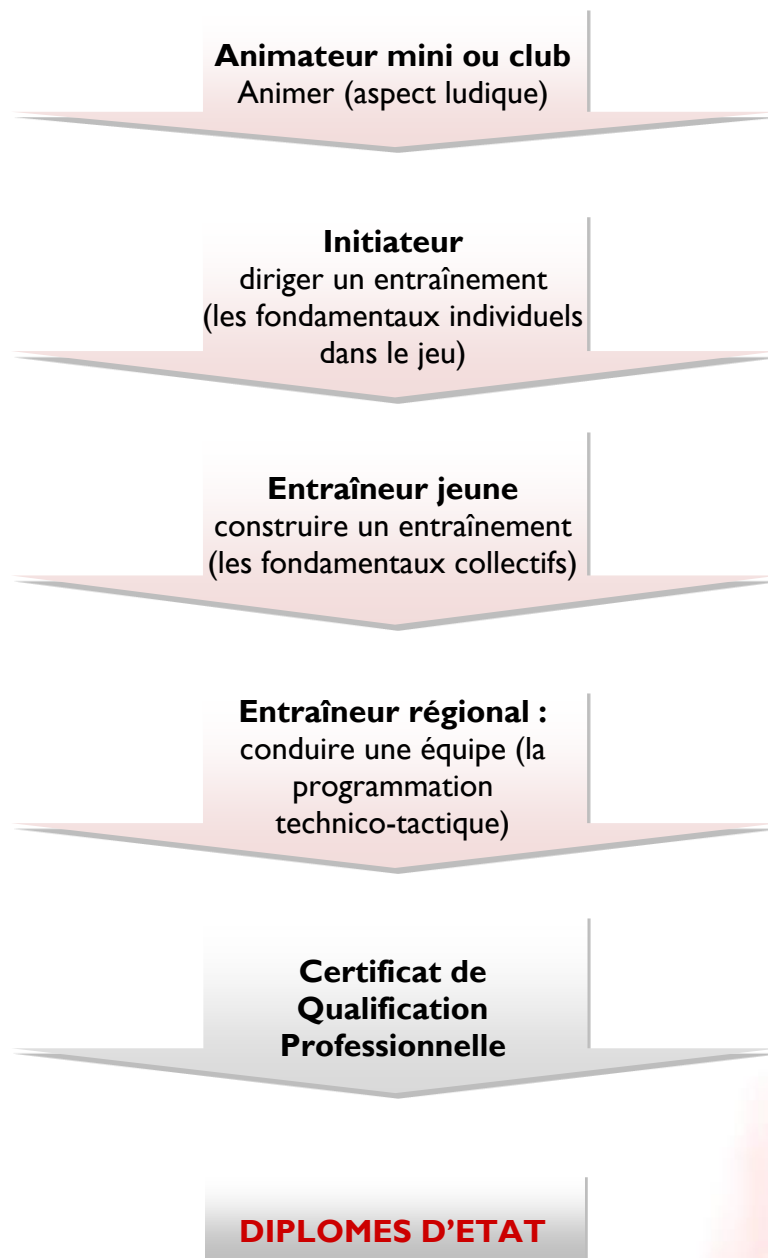 Animateur mini ou club
Animer (aspect ludique)
Initiateur
diriger un entraînement
(les fondamentaux individuels
dans le jeu)
Entraîneur jeune
construire un entraînement
(les fondamentaux collectifs)
Entraîneur régional :
conduire une équipe (la
programmation
technico-tactique)
Certificat de
Qualification
Professionnelle
DIPLOMES D'ETAT